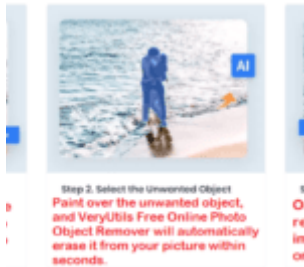 AI
Step 2. Select the Unwanted Object
Paint over the unwanted object,
and VeryUtils Free Online Photo
Object Remover will automatically
erase it from your picture within
seconds.